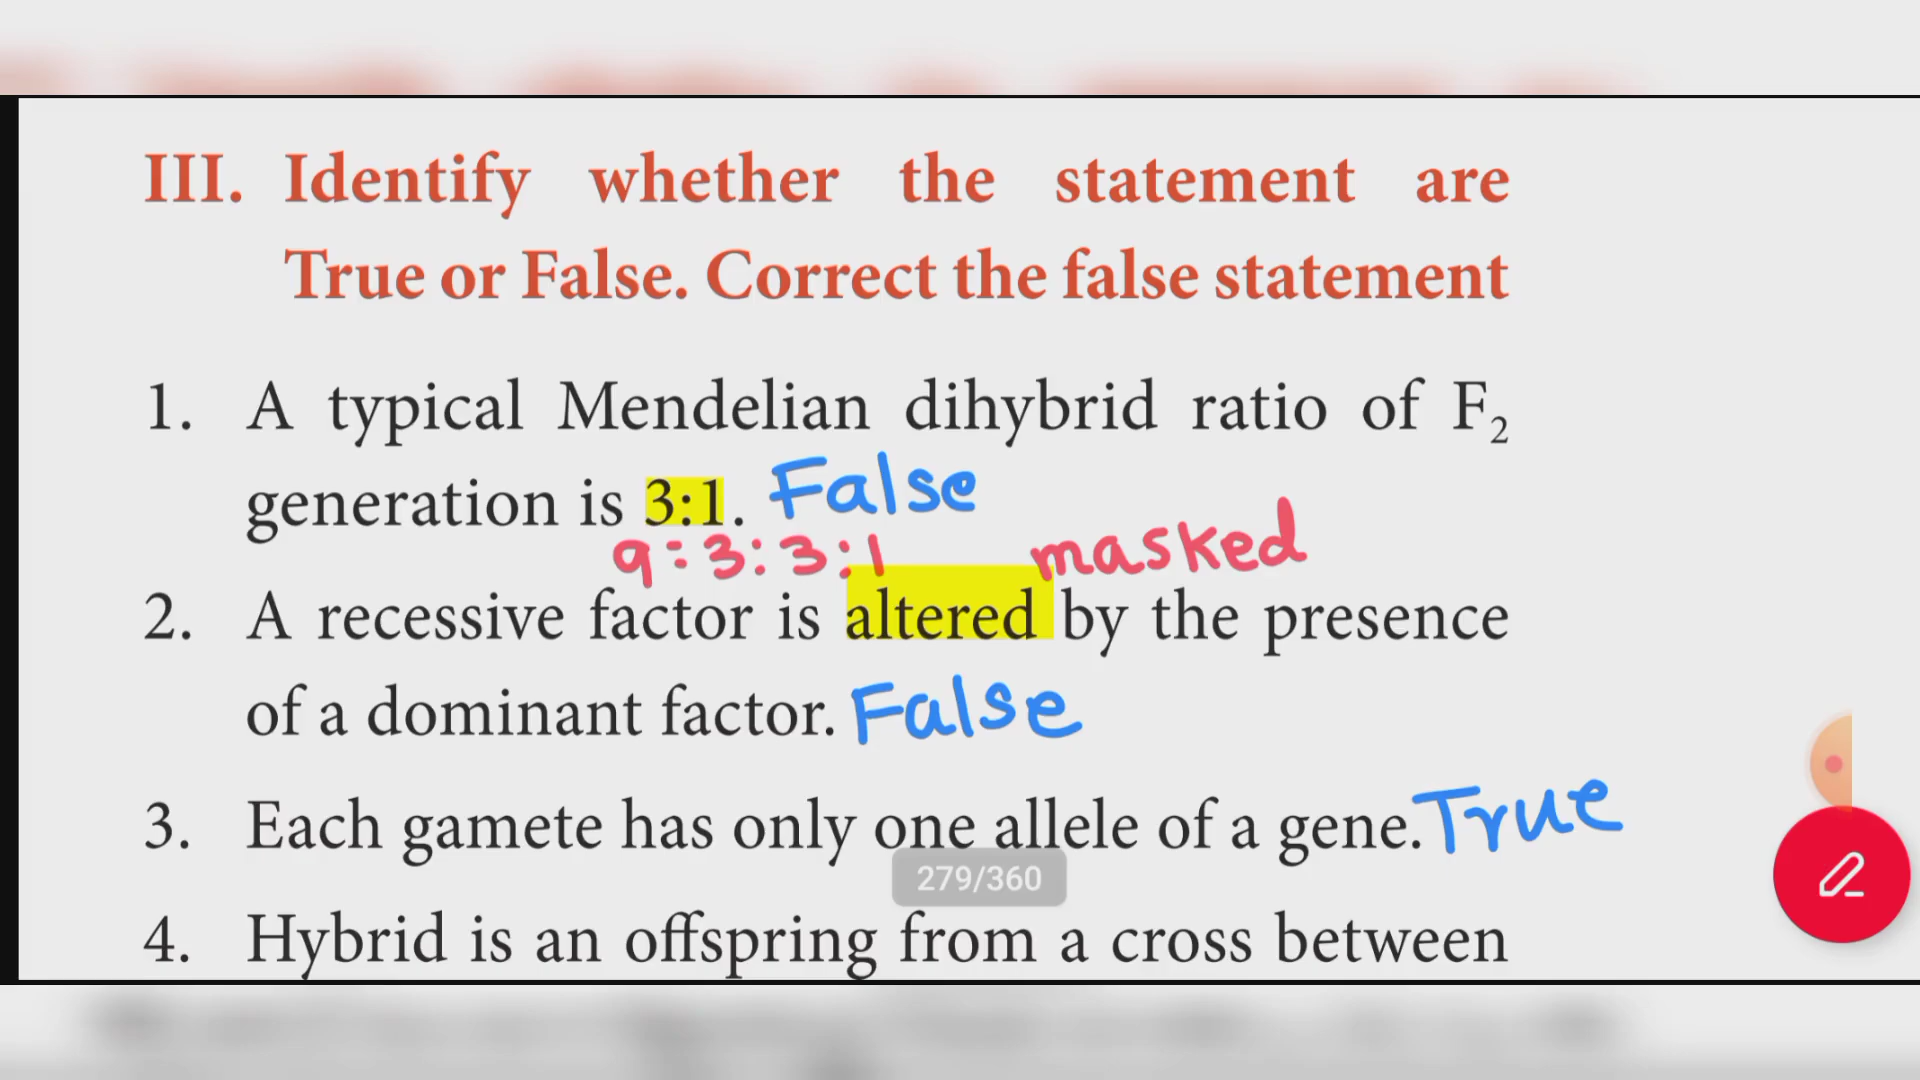 III. Identify whether the statement are
True or False. Correct the false statement
1. A typical Mendelian dihybrid ratio of F₂
generation is 3:1. False
9:3:3:1 masked
2. A recessive factor is altered by the presence
of a dominant factor. False
3. Each gamete has only one allele of a gene. True
279/360
4. Hybrid is an offspring from a cross between